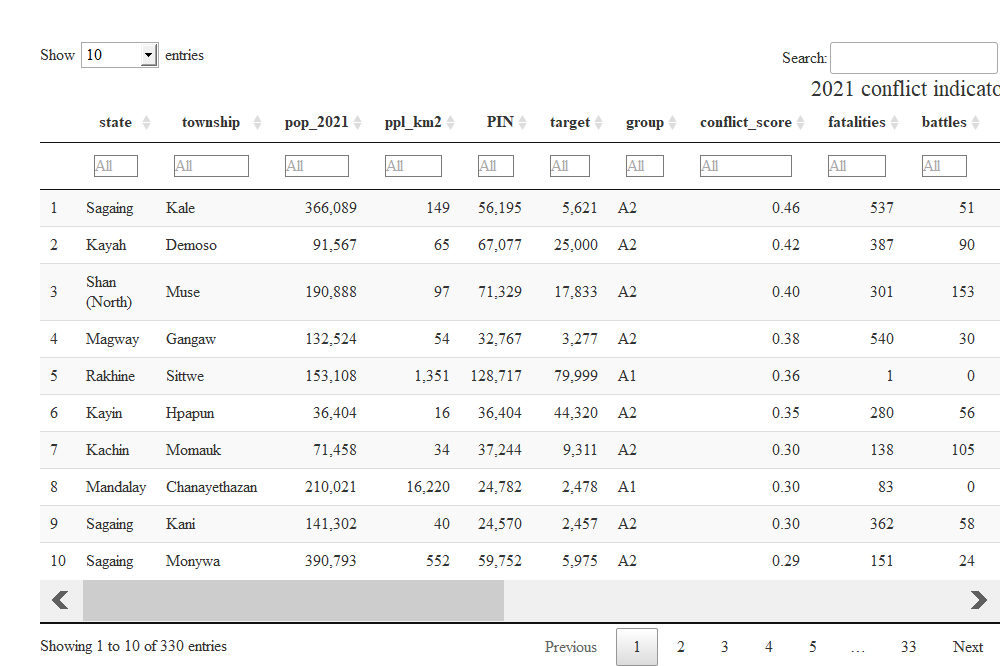 Show 10 entries
Search:
2021 conflict indicato
state township pop_2021 ppl_km2 PIN target group conflict_score fatalities battles
All All All All All All All All All All
1 Sagaing Kale 366,089 149 56,195 5,621 A2 0.46 537 51
2 Kayah Demoso 91,567 65 67,077 25,000 A2 0.42 387 90
3 Shan (North) Muse 190,888 97 71,329 17,833 A2 0.40 301 153
4 Magway Gangaw 132,524 54 32,767 3,277 A2 0.38 540 30
5 Rakhine Sittwe 153,108 1,351 128,717 79,999 A1 0.36 1 0
6 Kayin Hpapun 36,404 16 36,404 44,320 A2 0.35 280 56
7 Kachin Momauk 71,458 34 37,244 9,311 A2 0.30 138 105
8 Mandalay Chanayethazan 210,021 16,220 24,782 2,478 A1 0.30 83 0
9 Sagaing Kani 141,302 40 24,570 2,457 A2 0.30 362 58
10 Sagaing Monywa 390,793 552 59,752 5,975 A2 0.29 151 24
Showing 1 to 10 of 330 entries
Previous 1 2 3 4 5 … 33 Next